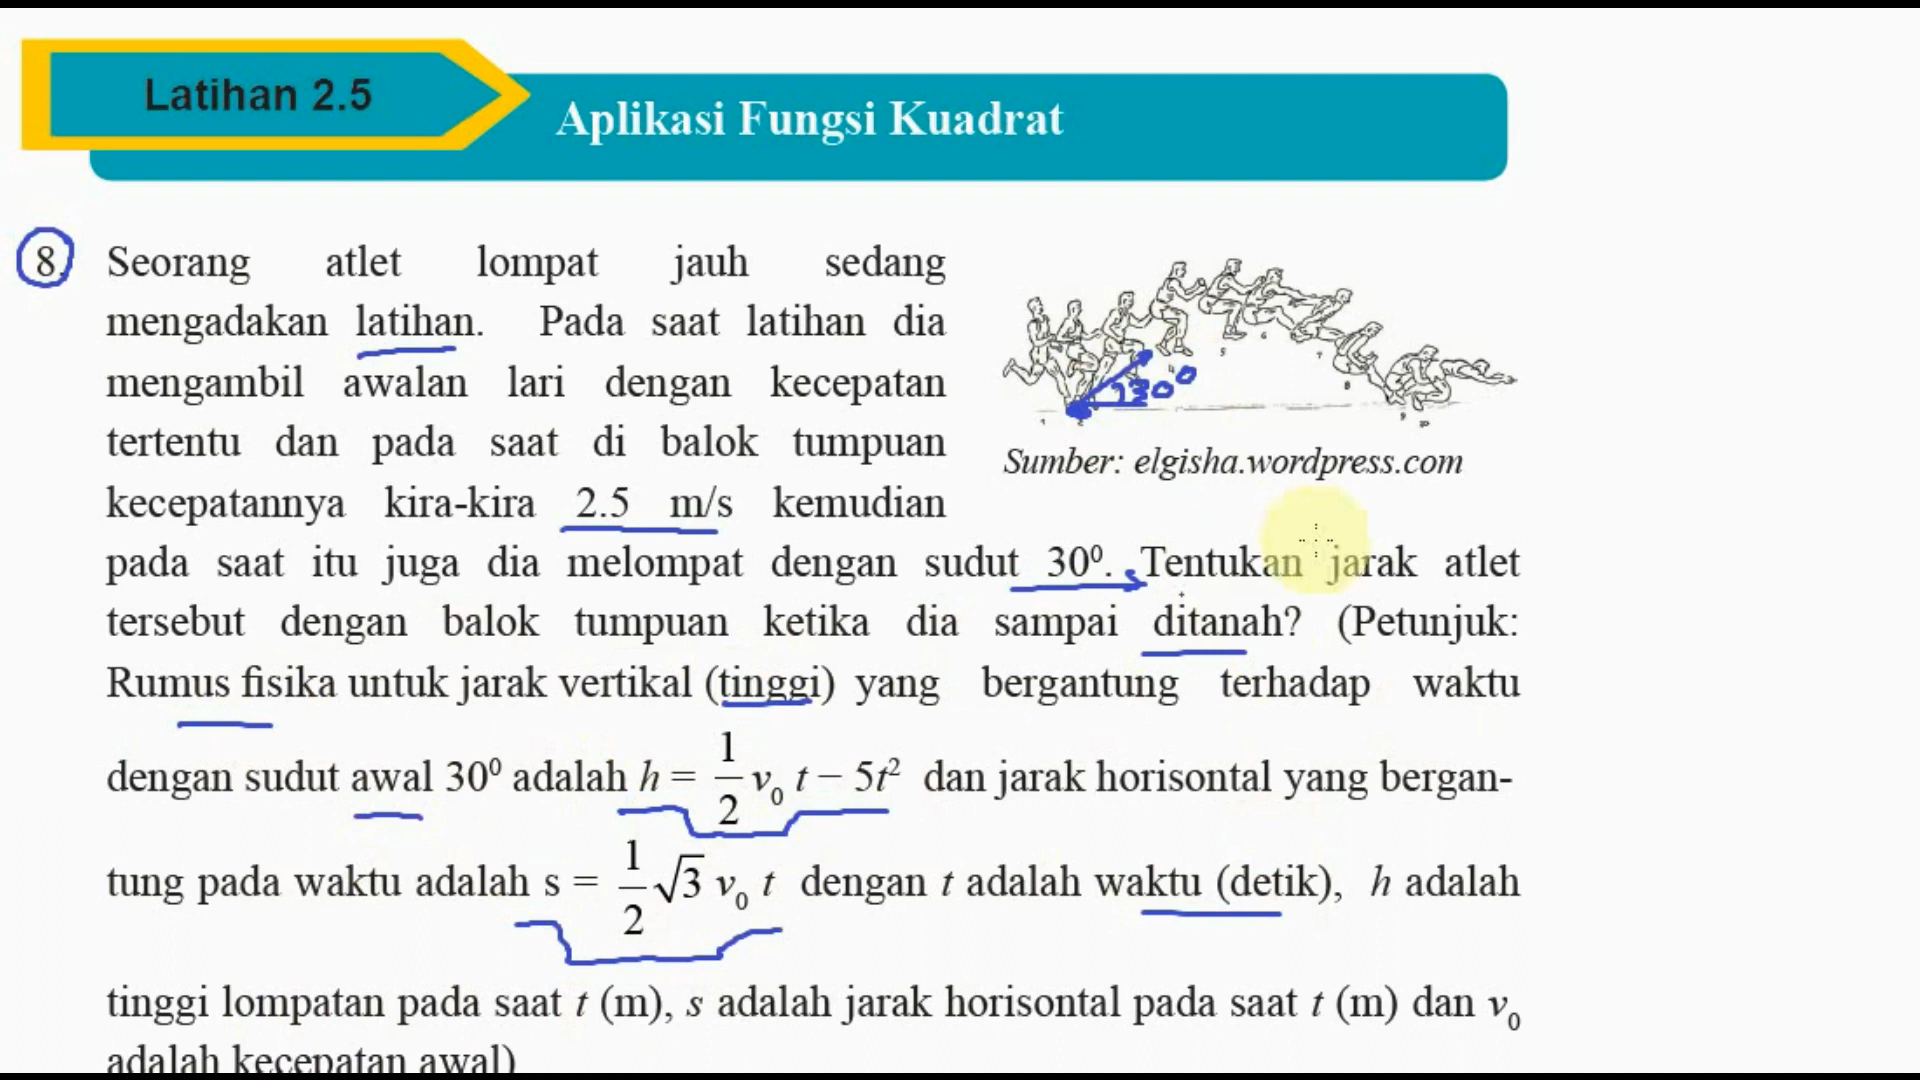 Latihan 2.5
Aplikasi Fungsi Kuadrat
8. Seorang atlet lompat jauh sedang
mengadakan latihan. Pada saat latihan dia
mengambil awalan lari dengan kecepatan
tertentu dan pada saat di balok tumpuan
kecepatannya kira-kira 2.5 m/s kemudian
pada saat itu juga dia melompat dengan sudut 30⁰. Tentukan jarak atlet
tersebut dengan balok tumpuan ketika dia sampai ditanah? (Petunjuk:
Rumus fisika untuk jarak vertikal (tinggi) yang bergantung terhadap waktu
dengan sudut awal 30⁰ adalah h = 1/2 v₀ t – 5t² dan jarak horisontal yang bergan-
tung pada waktu adalah s = 1/2 √3 v₀ t dengan t adalah waktu (detik), h adalah
tinggi lompatan pada saat t (m), s adalah jarak horisontal pada saat t (m) dan v₀
adalah kecepatan awal)
30⁰
Sumber: elgisha.wordpress.com